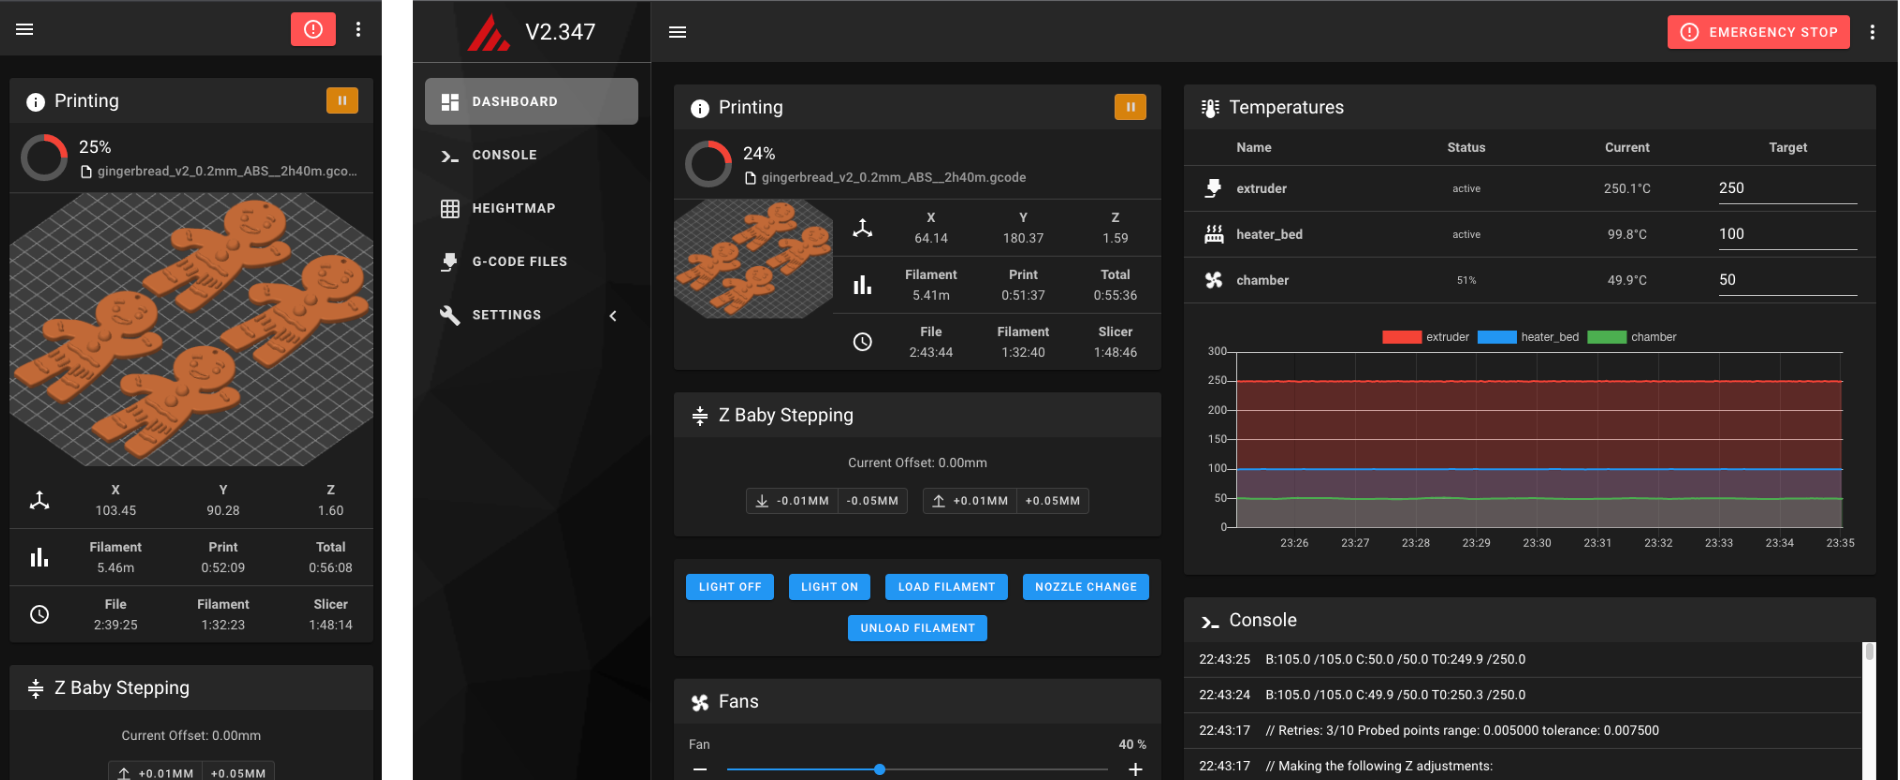 Printing
25%
gingerbread_v2_0.2mm_ABS__2h40m.gco...
X Y Z
103.45 90.28 1.60
Filament Print Total
5.46m 0:52:09 0:56:08
File Filament Slicer
2:39:25 1:32:23 1:48:14
Z Baby Stepping
Current Offset: 0.00mm
+0.01MM +0.05MM
V2.347
DASHBOARD
CONSOLE
HEIGHTMAP
G-CODE FILES
SETTINGS
EMERGENCY STOP
Printing
24%
gingerbread_v2_0.2mm_ABS__2h40m.gcode
X Y Z
64.14 180.37 1.59
Filament Print Total
5.41m 0:51:37 0:55:36
File Filament Slicer
2:43:44 1:32:40 1:48:46
Z Baby Stepping
Current Offset: 0.00mm
-0.01MM -0.05MM +0.01MM +0.05MM
LIGHT OFF LIGHT ON LOAD FILAMENT NOZZLE CHANGE
UNLOAD FILAMENT
Fans
Fan 40 %
Temperatures
Name Status Current Target
extruder active 250.1°C 250
heater_bed active 99.8°C 100
chamber 51% 49.9°C 50
extruder heater_bed chamber
300
250
200
150
100
50
0
23:26 23:27 23:28 23:29 23:30 23:31 23:32 23:33 23:34 23:35
Console
22:43:25 B:105.0 /105.0 C:50.0 /50.0 T0:249.9 /250.0
22:43:24 B:105.0 /105.0 C:49.9 /50.0 T0:250.3 /250.0
22:43:17 // Retries: 3/10 Probed points range: 0.005000 tolerance: 0.007500
22:43:17 // Making the following Z adjustments: